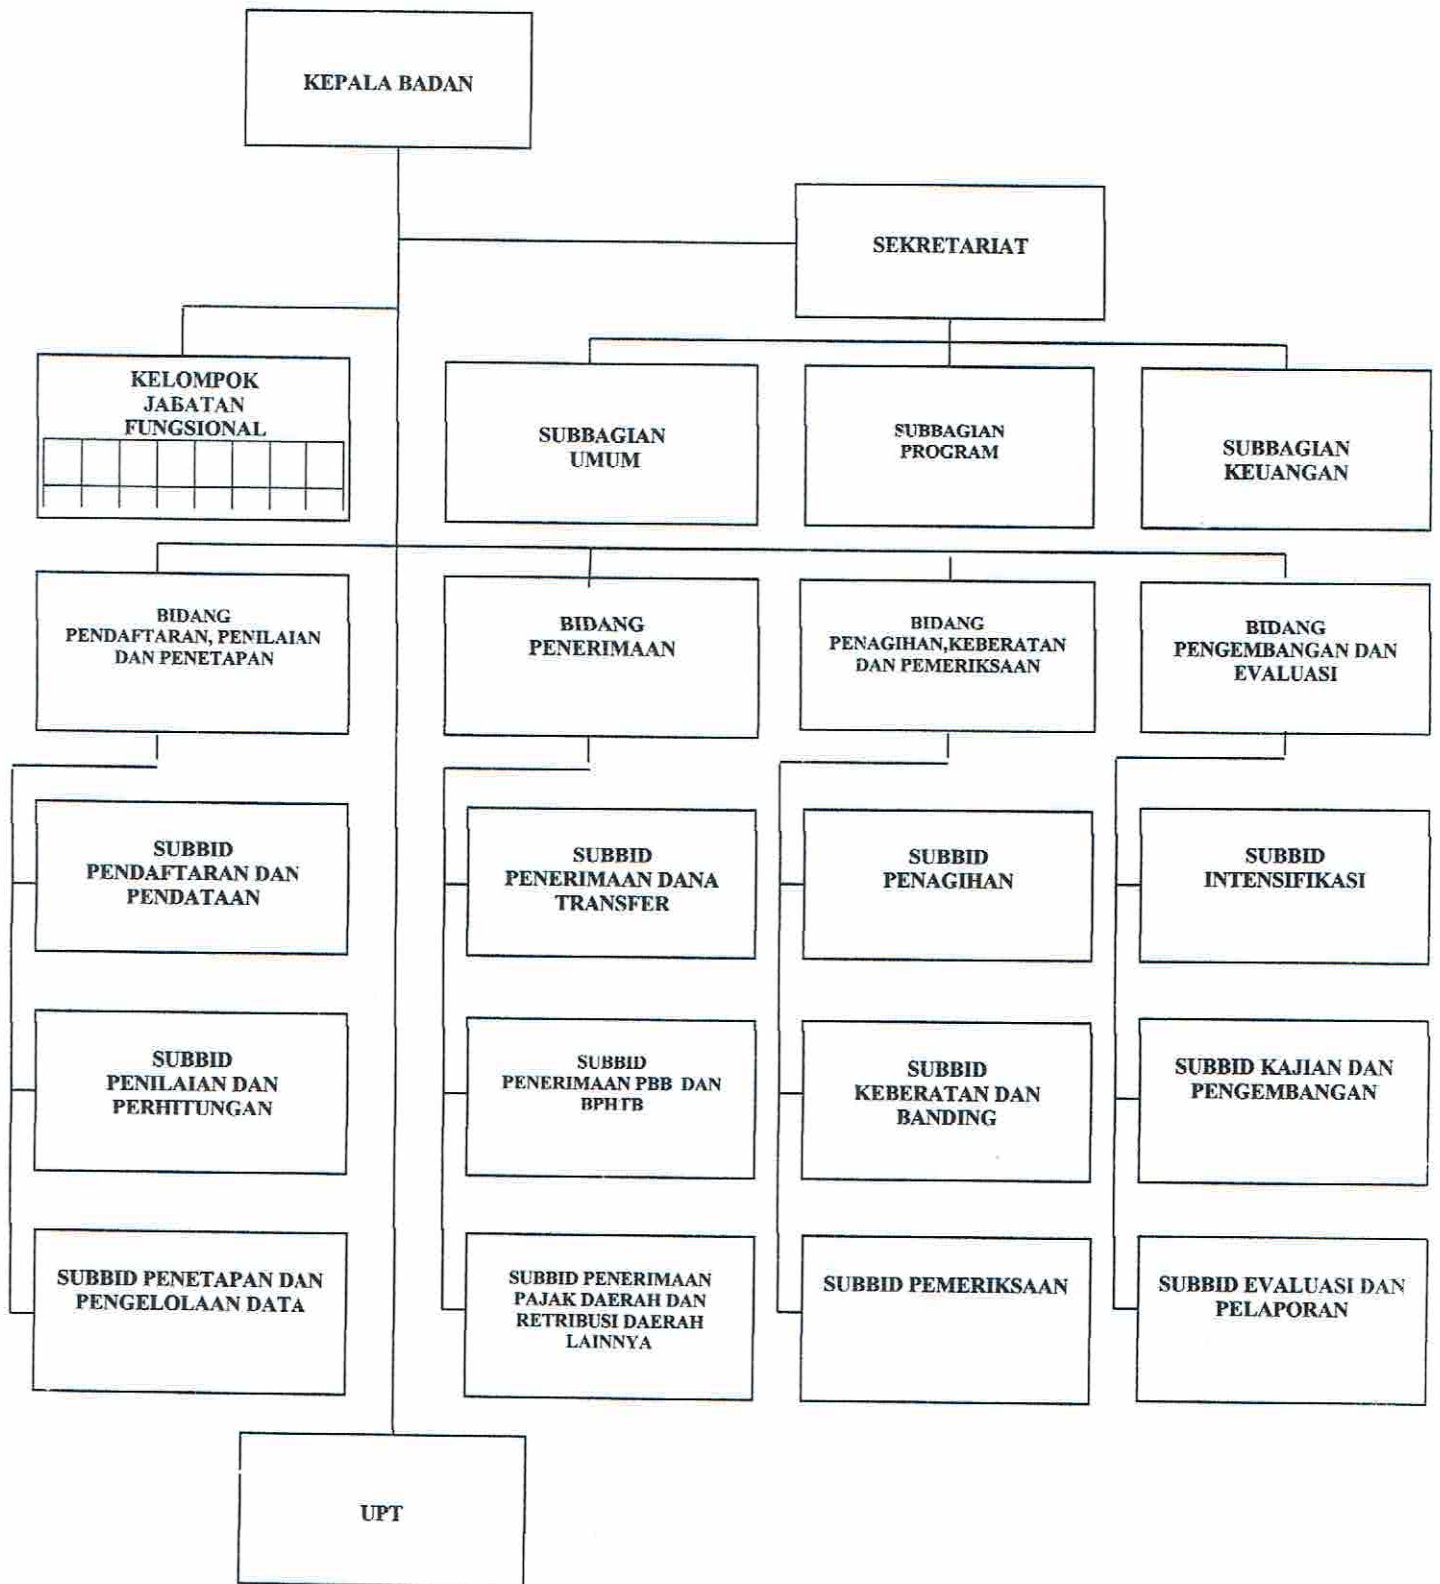 KEPALA BADAN
SEKRETARIAT
KELOMPOK
JABATAN
FUNGSIONAL
SUBBAGIAN
UMUM
SUBBAGIAN
PROGRAM
SUBBAGIAN
KEUANGAN
BIDANG
PENDAFTARAN, PENILAIAN
DAN PENETAPAN
BIDANG
PENERIMAAN
BIDANG
PENAGIHAN,KEBERATAN
DAN PEMERIKSAAN
BIDANG
PENGEMBANGAN DAN
EVALUASI
SUBBID
PENDAFTARAN DAN
PENDATAAN
SUBBID
PENERIMAAN DANA
TRANSFER
SUBBID
PENAGIHAN
SUBBID
INTENSIFIKASI
SUBBID
PENILAIAN DAN
PERHITUNGAN
SUBBID
PENERIMAAN PBB DAN
BPHTB
SUBBID
KEBERATAN DAN
BANDING
SUBBID KAJIAN DAN
PENGEMBANGAN
SUBBID PENETAPAN DAN
PENGELOLAAN DATA
SUBBID PENERIMAAN
PAJAK DAERAH DAN
RETRIBUSI DAERAH
LAINNYA
SUBBID PEMERIKSAAN
SUBBID EVALUASI DAN
PELAPORAN
UPT